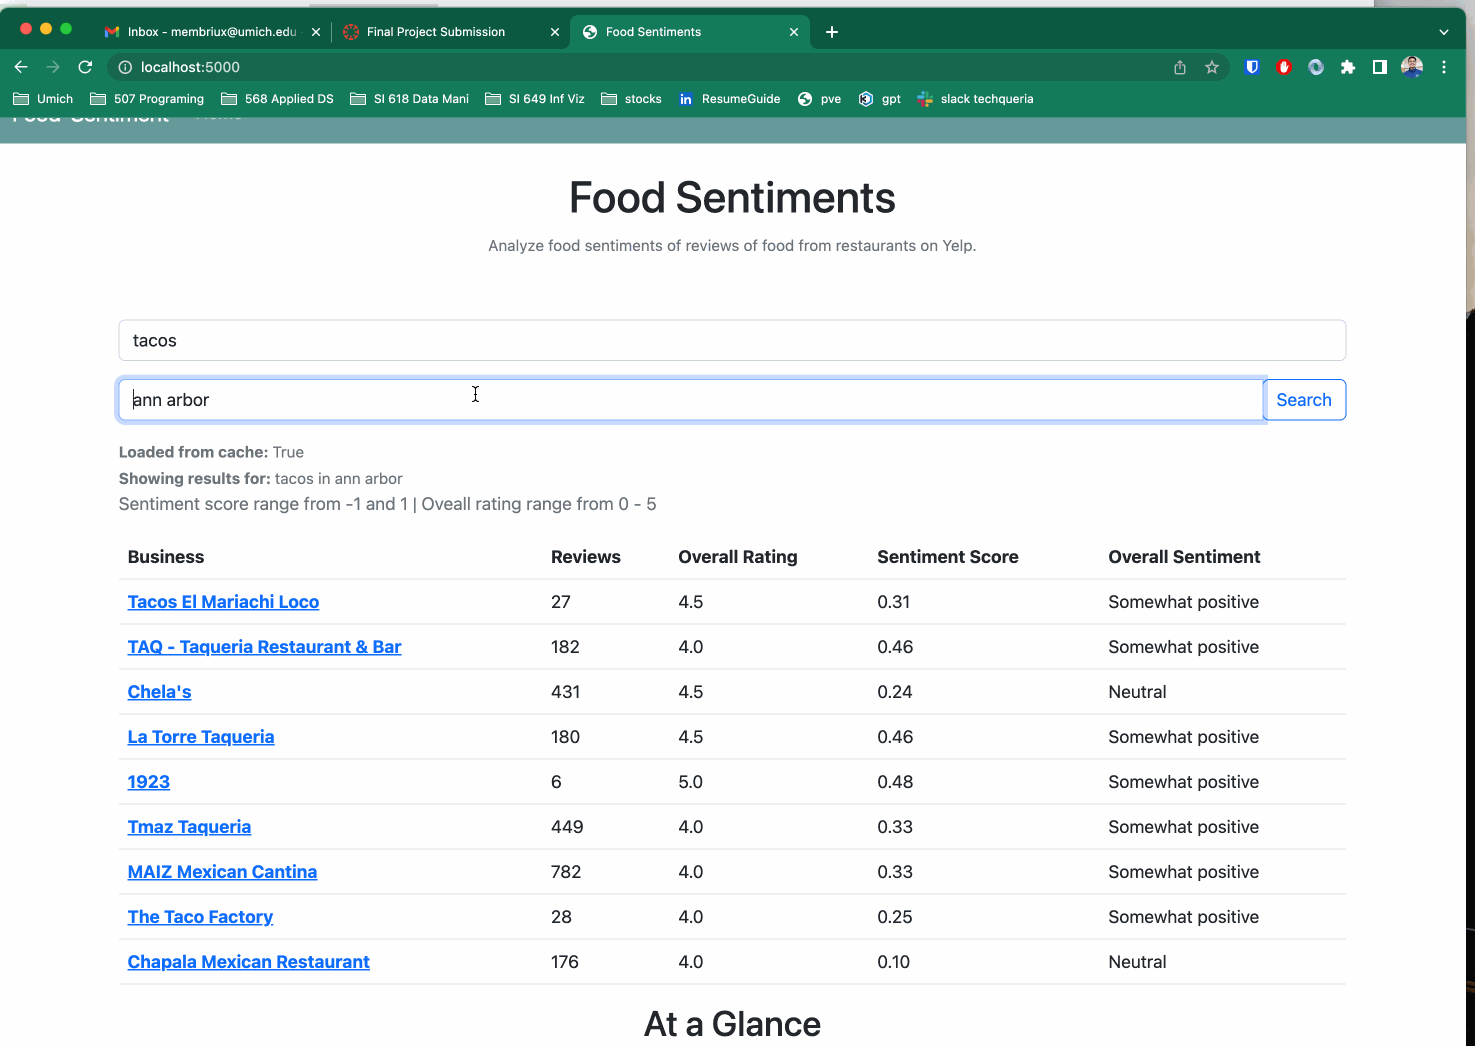 Inbox - membriux@umich.edu
Final Project Submission
Food Sentiments
localhost:5000
Umich
507 Programing
568 Applied DS
SI 618 Data Mani
SI 649 Inf Viz
stocks
in
ResumeGuide
pve
gpt
slack techqueria
Food Sentiment Home
Food Sentiments
Analyze food sentiments of reviews of food from restaurants on Yelp.
tacos
ann arbor
Search
Loaded from cache: True
Showing results for: tacos in ann arbor
Sentiment score range from -1 and 1 | Oveall rating range from 0 - 5
Business Reviews Overall Rating Sentiment Score Overall Sentiment
Tacos El Mariachi Loco 27 4.5 0.31 Somewhat positive
TAQ - Taqueria Restaurant & Bar 182 4.0 0.46 Somewhat positive
Chela's 431 4.5 0.24 Neutral
La Torre Taqueria 180 4.5 0.46 Somewhat positive
1923 6 5.0 0.48 Somewhat positive
Tmaz Taqueria 449 4.0 0.33 Somewhat positive
MAIZ Mexican Cantina 782 4.0 0.33 Somewhat positive
The Taco Factory 28 4.0 0.25 Somewhat positive
Chapala Mexican Restaurant 176 4.0 0.10 Neutral
At a Glance